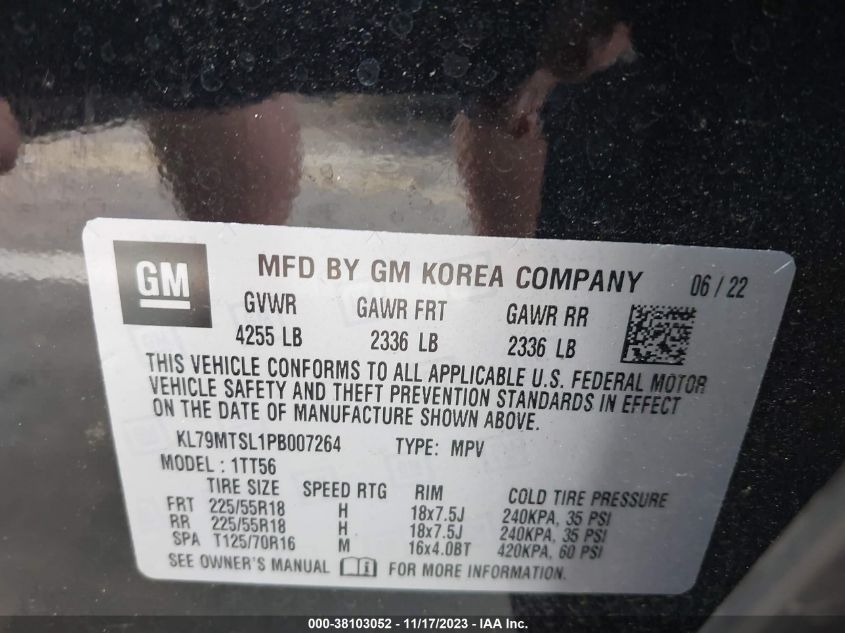 GM
MFD BY GM KOREA COMPANY 06 / 22
GVWR GAWR FRT GAWR RR
4255 LB 2336 LB 2336 LB
THIS VEHICLE CONFORMS TO ALL APPLICABLE U.S. FEDERAL MOTOR
VEHICLE SAFETY AND THEFT PREVENTION STANDARDS IN EFFECT
ON THE DATE OF MANUFACTURE SHOWN ABOVE.
KL79MTSL1PB007264 TYPE: MPV
MODEL : 1TT56
TIRE SIZE SPEED RTG RIM COLD TIRE PRESSURE
FRT 225/55R18 H 18x7.5J 240KPA, 35 PSI
RR 225/55R18 H 18x7.5J 240KPA, 35 PSI
SPA T125/70R16 M 16x4.0BT 420KPA, 60 PSI
SEE OWNER'S MANUAL FOR MORE INFORMATION.
000-38103052 - 11/17/2023 - IAA Inc.